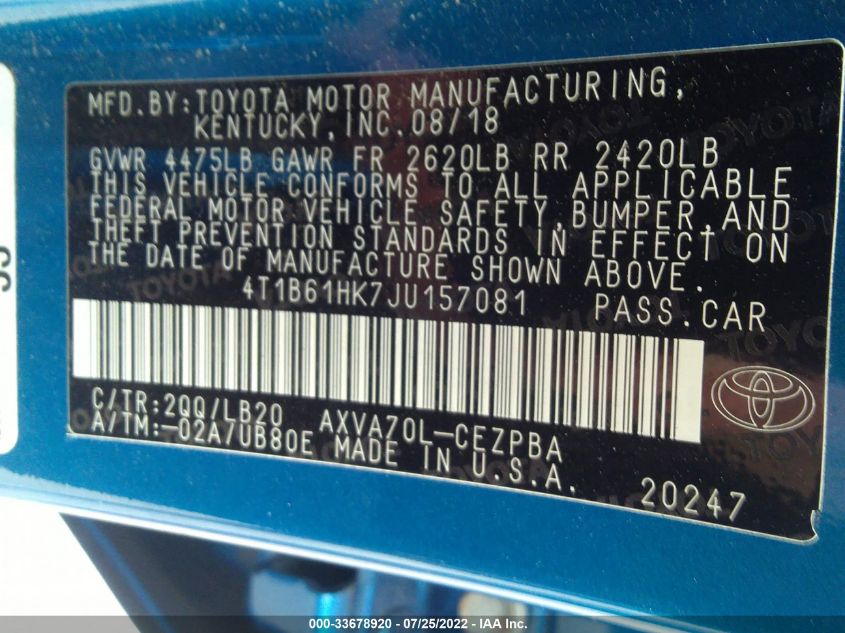 MFD.BY:TOYOTA MOTOR MANUFACTURING,
KENTUCKY,INC.08/18
GVWR 4475LB GAWR FR 2620LB RR 2420LB
THIS VEHICLE CONFORMS TO ALL APPLICABLE
FEDERAL MOTOR VEHICLE SAFETY,BUMPER,AND
THEFT PREVENTION STANDARDS IN EFFECT ON
THE DATE OF MANUFACTURE SHOWN ABOVE.
4T1B61HK7JU157081 PASS.CAR
C/TR:2QQ/LB20 AXVA70L-CEZPBA
A/TM:-02A7UB80E MADE IN U.S.A.
20247
000-33678920 - 07/25/2022 - IAA Inc.